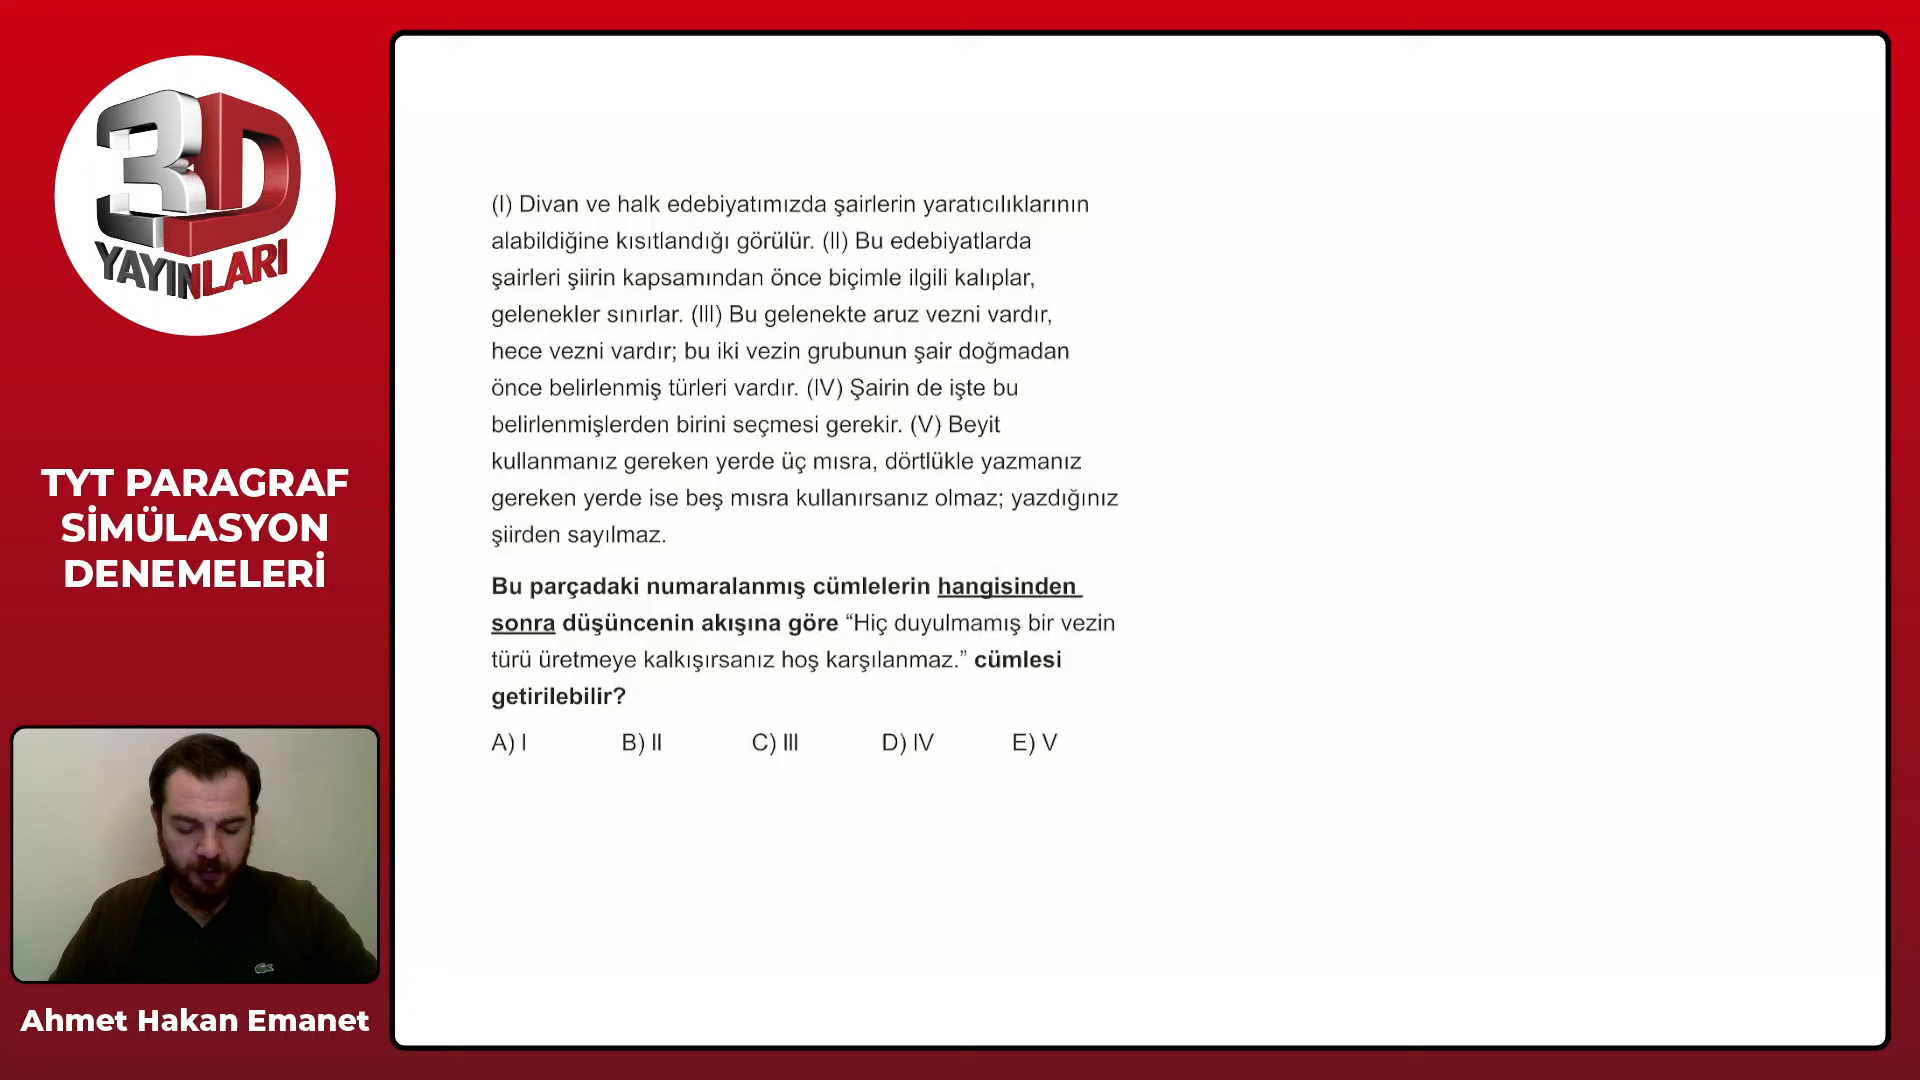 3D
YAYINLARI
TYT PARAGRAF
SİMÜLASYON
DENEMELERİ
Ahmet Hakan Emanet
(I) Divan ve halk edebiyatımızda şairlerin yaratıcılıklarının
alabildiğine kısıtlandığı görülür. (II) Bu edebiyatlarda
şairleri şiirin kapsamından önce biçimle ilgili kalıplar,
gelenekler sınırlar. (III) Bu gelenekte aruz vezni vardır,
hece vezni vardır; bu iki vezin grubunun şair doğmadan
önce belirlenmiş türleri vardır. (IV) Şairin de işte bu
belirlenmişlerden birini seçmesi gerekir. (V) Beyit
kullanmanız gereken yerde üç mısra, dörtlükle yazmanız
gereken yerde ise beş mısra kullanırsanız olmaz; yazdığınız
şiirden sayılmaz.
Bu parçadaki numaralanmış cümlelerin hangisinden
sonra düşüncenin akışına göre “Hiç duyulmamış bir vezin
türü üretmeye kalkışırsanız hoş karşılanmaz.” cümlesi
getirilebilir?
A) I B) II C) III D) IV E) V